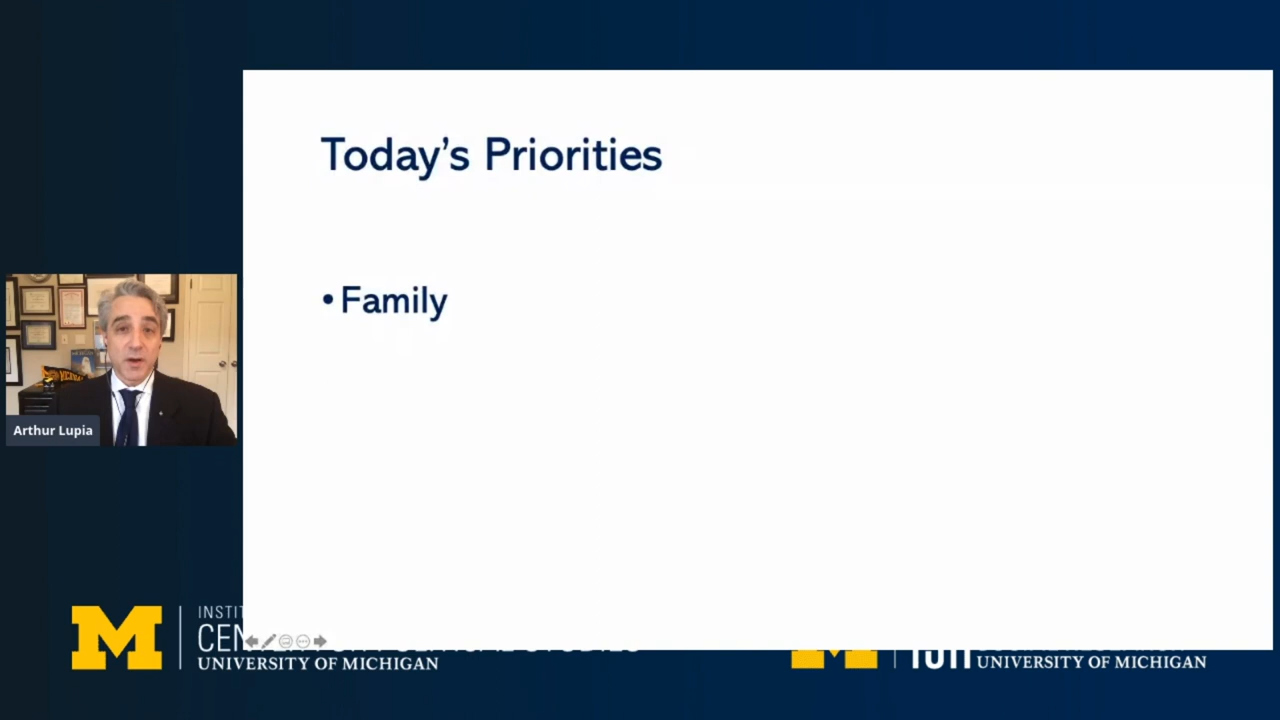 Today's Priorities
• Family
Arthur Lupia
UNIVERSITY OF MICHIGAN
UNIVERSITY OF MICHIGAN